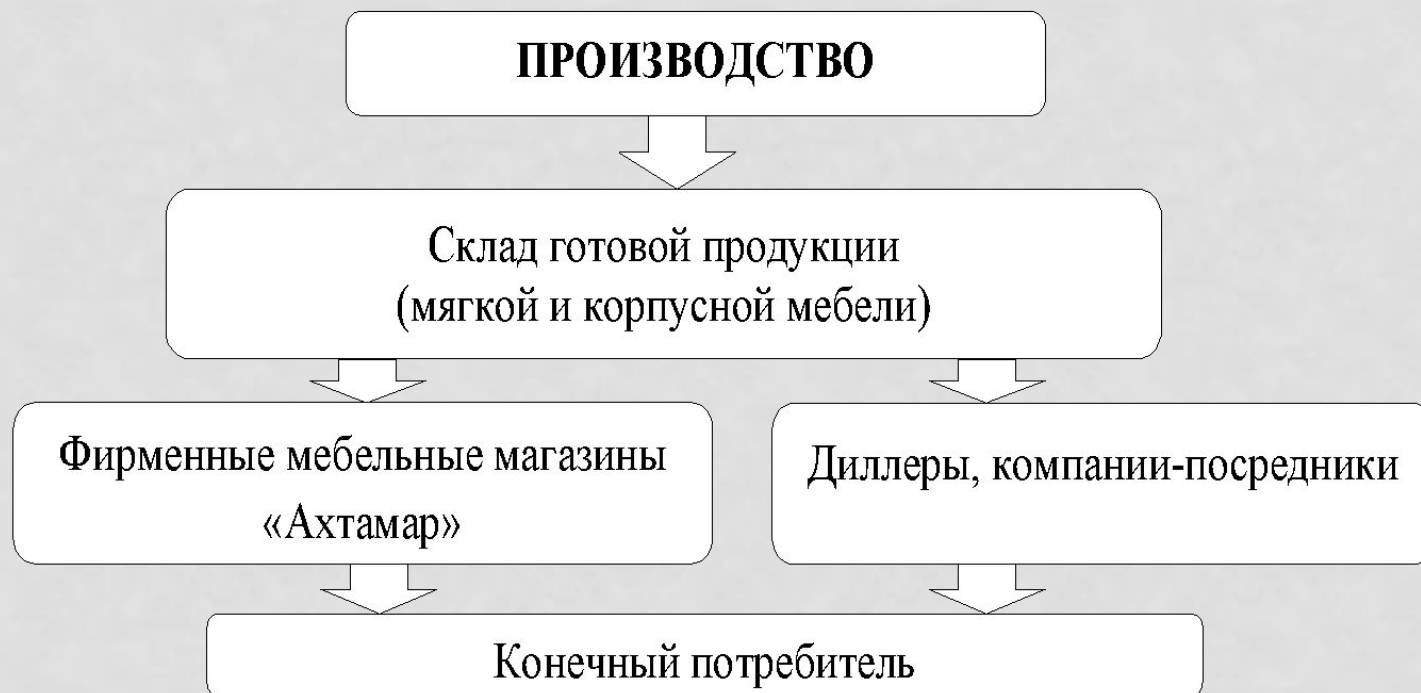 ПРОИЗВОДСТВО
Склад готовой продукции
(мягкой и корпусной мебели)
Фирменные мебельные магазины
«Ахтамар»
Диллеры, компании-посредники
Конечный потребитель